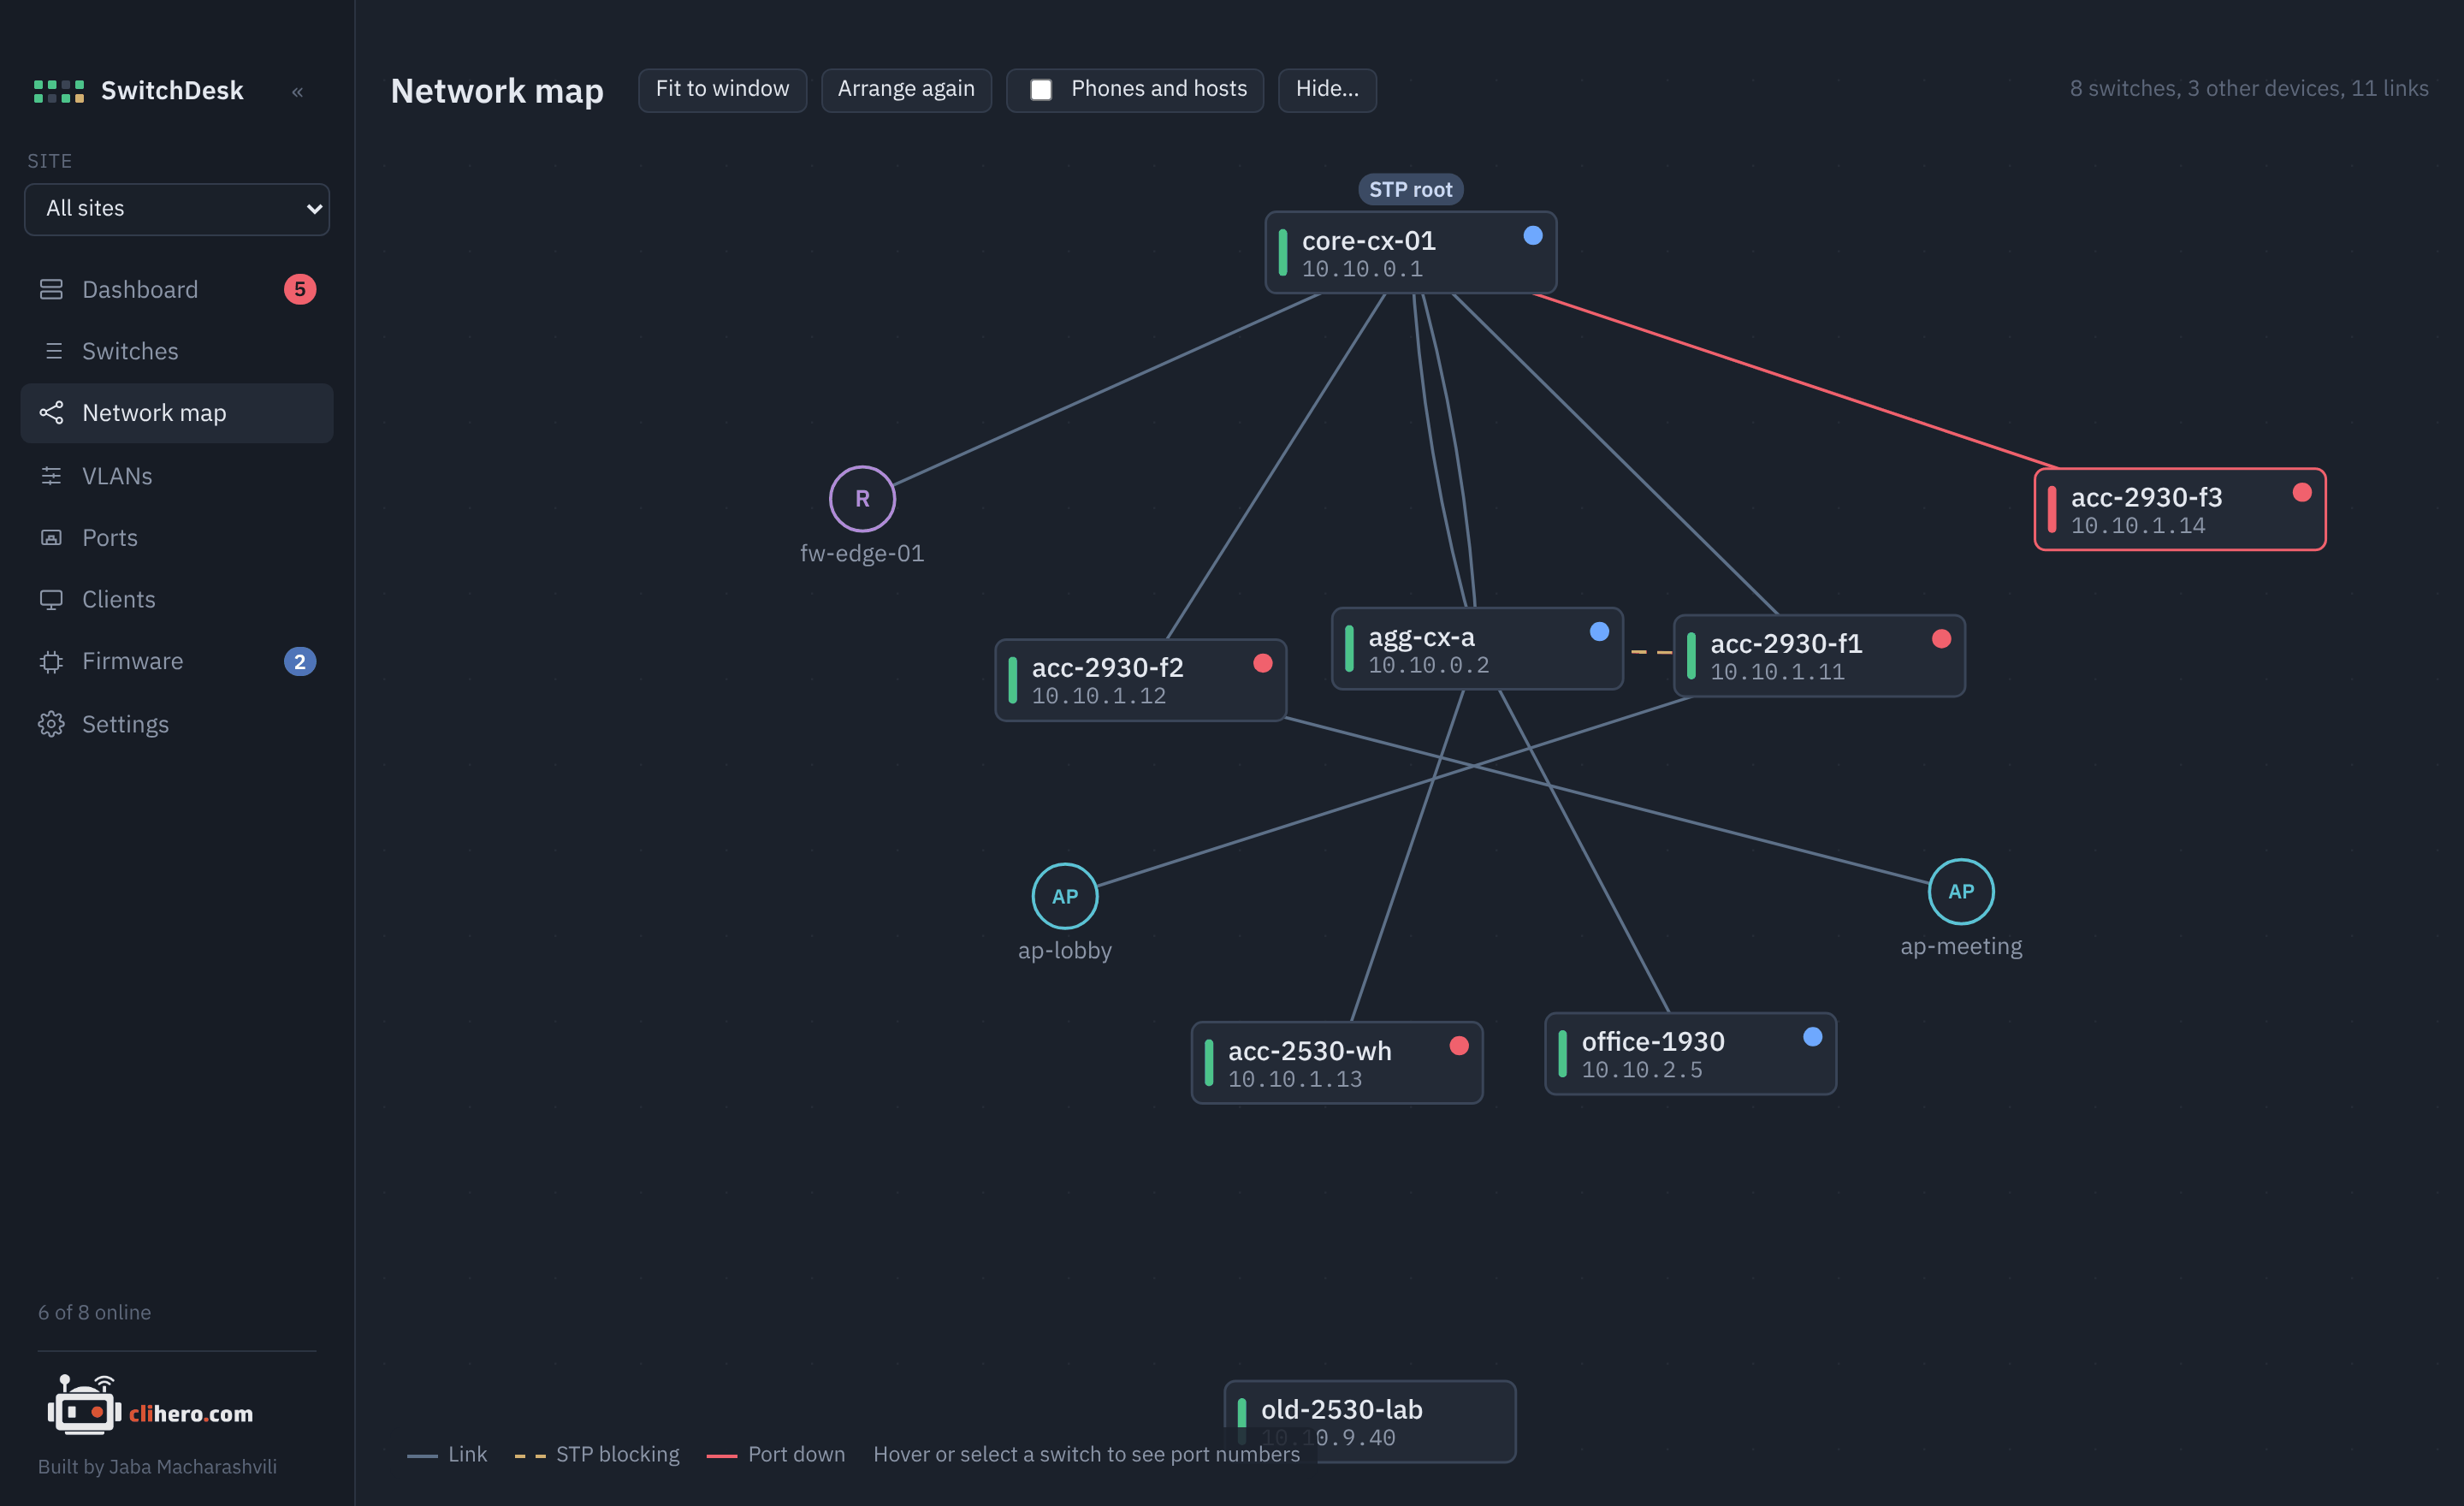 SwitchDesk «
SITE
All sites
Dashboard 5
Switches
Network map
VLANs
Ports
Clients
Firmware 2
Settings
6 of 8 online
clihero.com
Built by Jaba Macharashvili
Network map
Fit to window
Arrange again
Phones and hosts
Hide...
8 switches, 3 other devices, 11 links
STP root
core-cx-01
10.10.0.1
R
fw-edge-01
acc-2930-f3
10.10.1.14
acc-2930-f2
10.10.1.12
agg-cx-a
10.10.0.2
acc-2930-f1
10.10.1.11
AP
ap-lobby
AP
ap-meeting
acc-2530-wh
10.10.1.13
office-1930
10.10.2.5
old-2530-lab
10.10.9.40
Link
STP blocking
Port down
Hover or select a switch to see port numbers